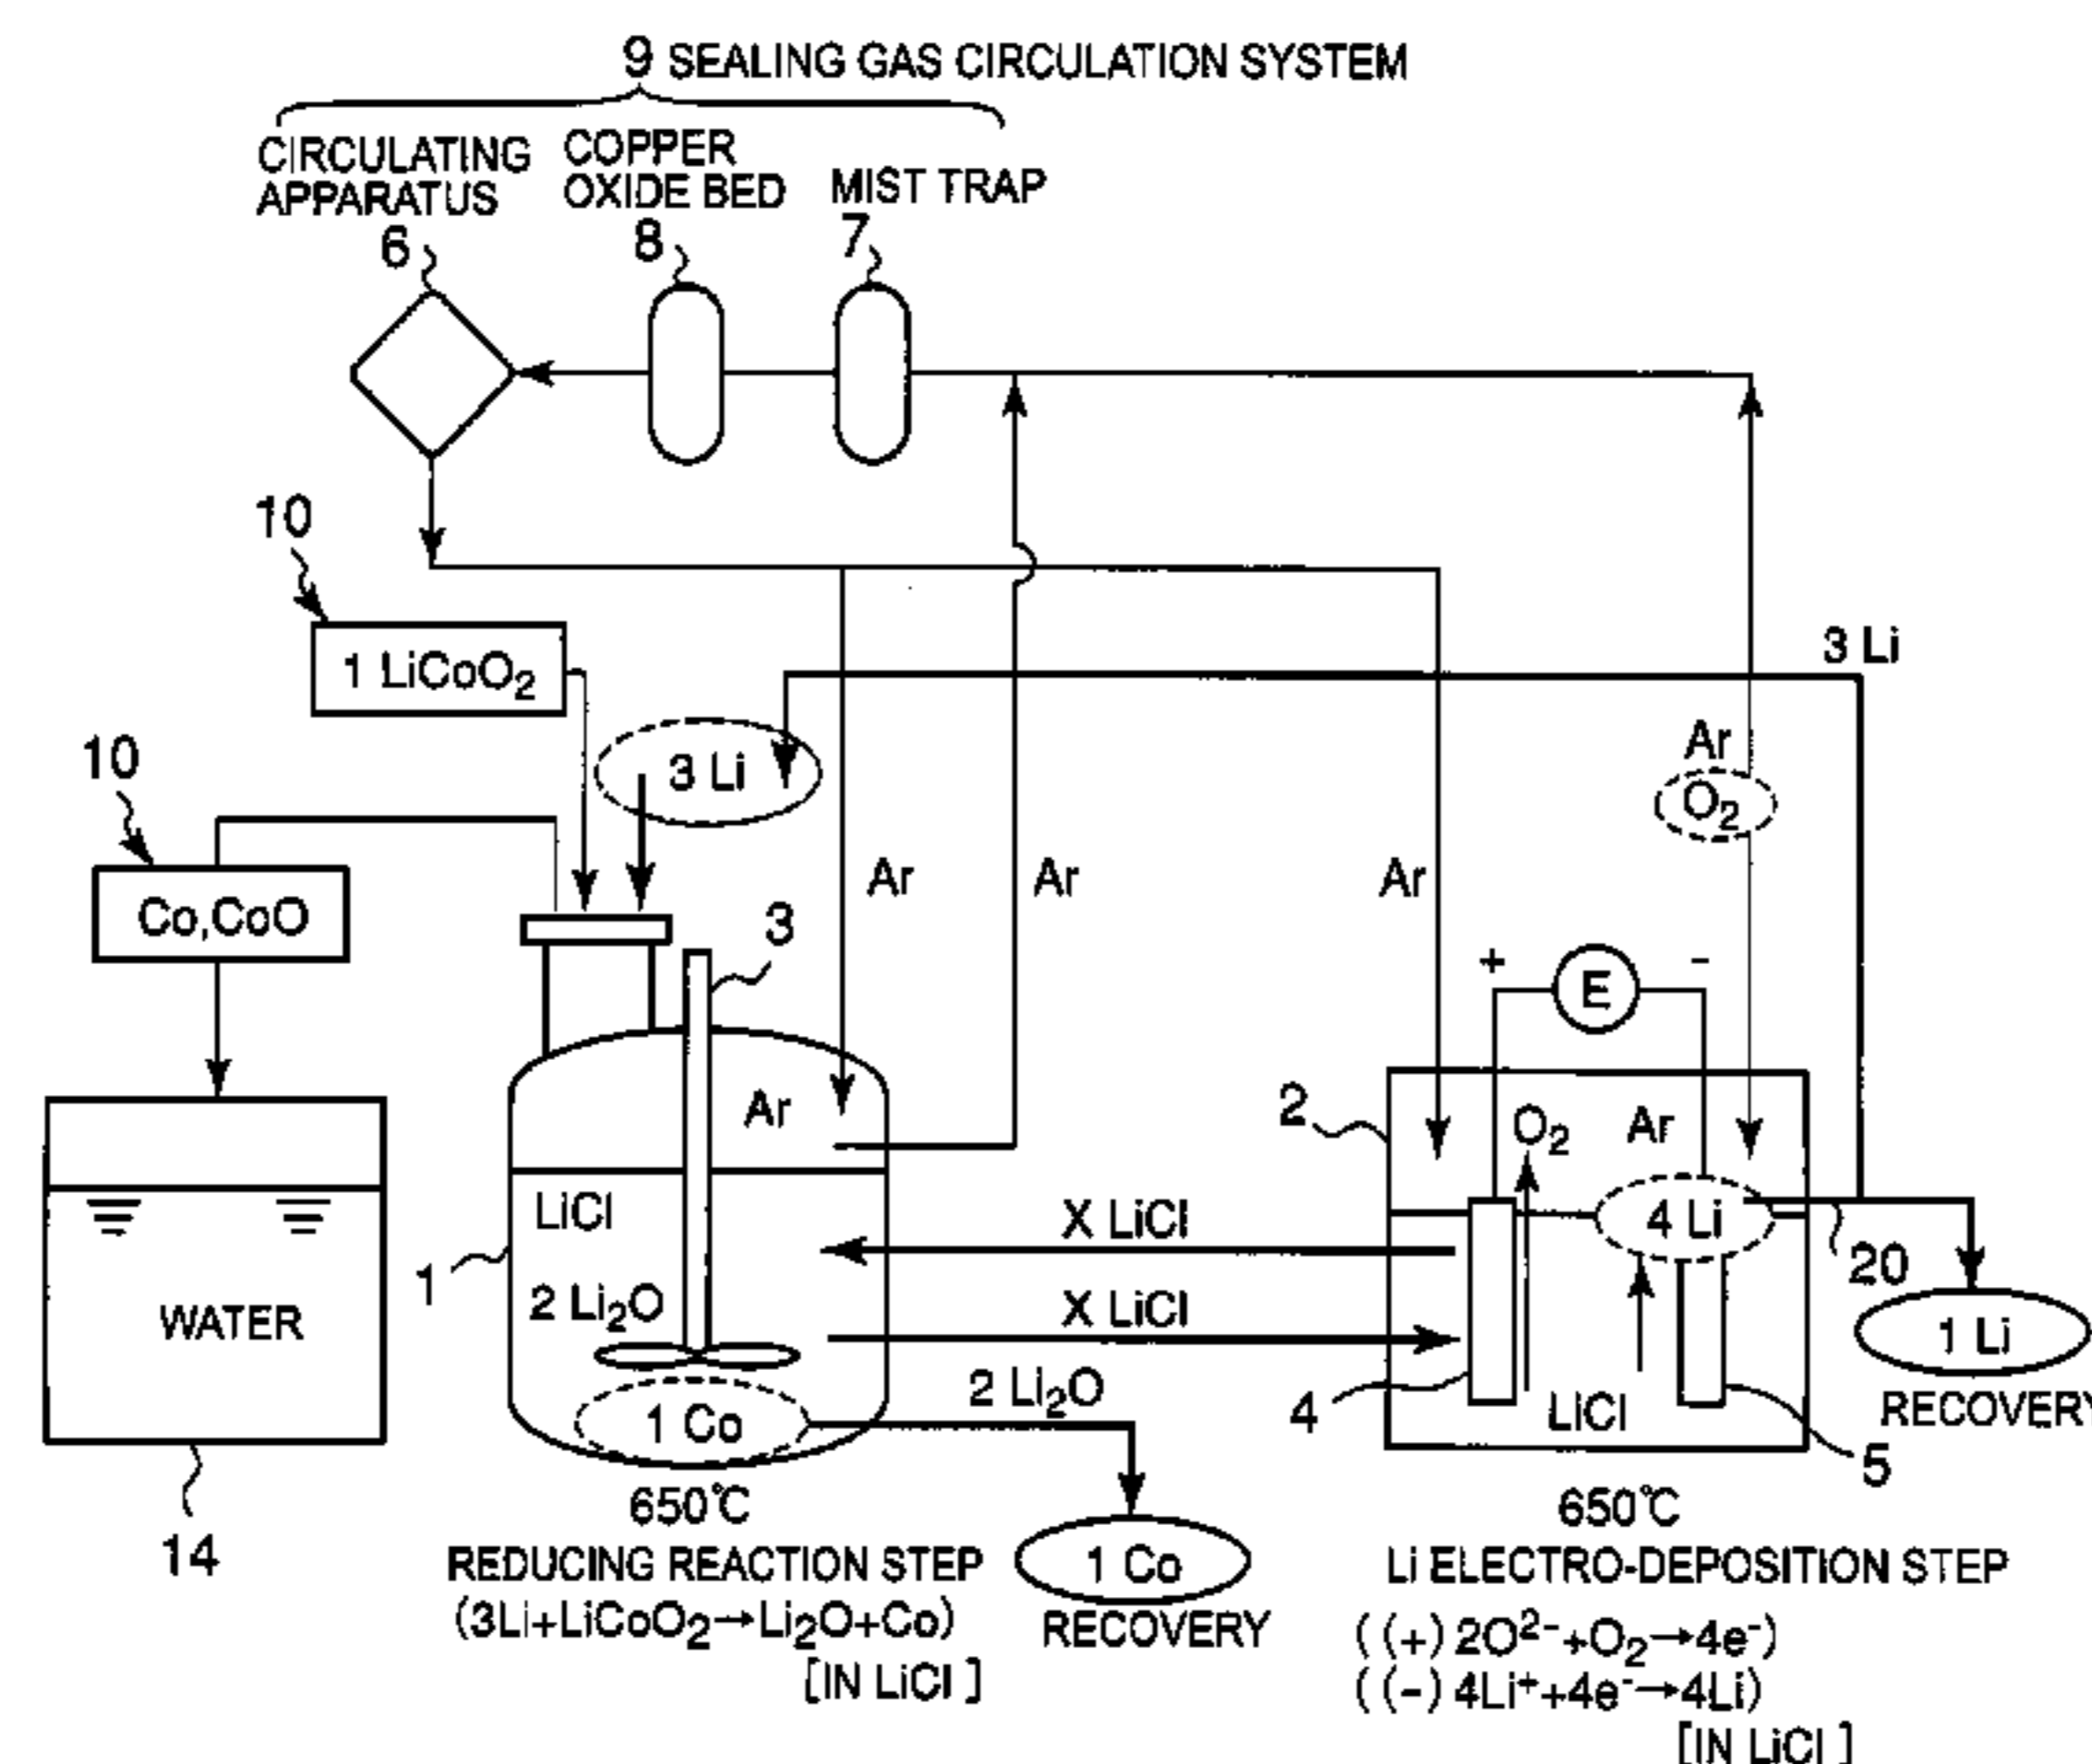 9 SEALING GAS CIRCULATION SYSTEM
CIRCULATING
APPARATUS
6
COPPER
OXIDE BED
8
MIST TRAP
7
10
1 LiCoO2
3 Li
3 Li
Ar
O2
10
Co,CoO
Ar
Ar
Ar
3
+
E
-
Ar
2
O2
Ar
LiCl
X LiCl
4 Li
20
1
2 Li2O
X LiCl
WATER
1 Li
RECOVERY
2 Li2O
1 Co
4
LiCl
5
14
650℃
REDUCING REACTION STEP
(3Li+LiCoO2→Li2O+Co)
[IN LiCl]
1 Co
RECOVERY
650℃
Li ELECTRO-DEPOSITION STEP
((+) 2O2-+O2→4e-)
((-) 4Li++4e-→4Li)
[IN LiCl]